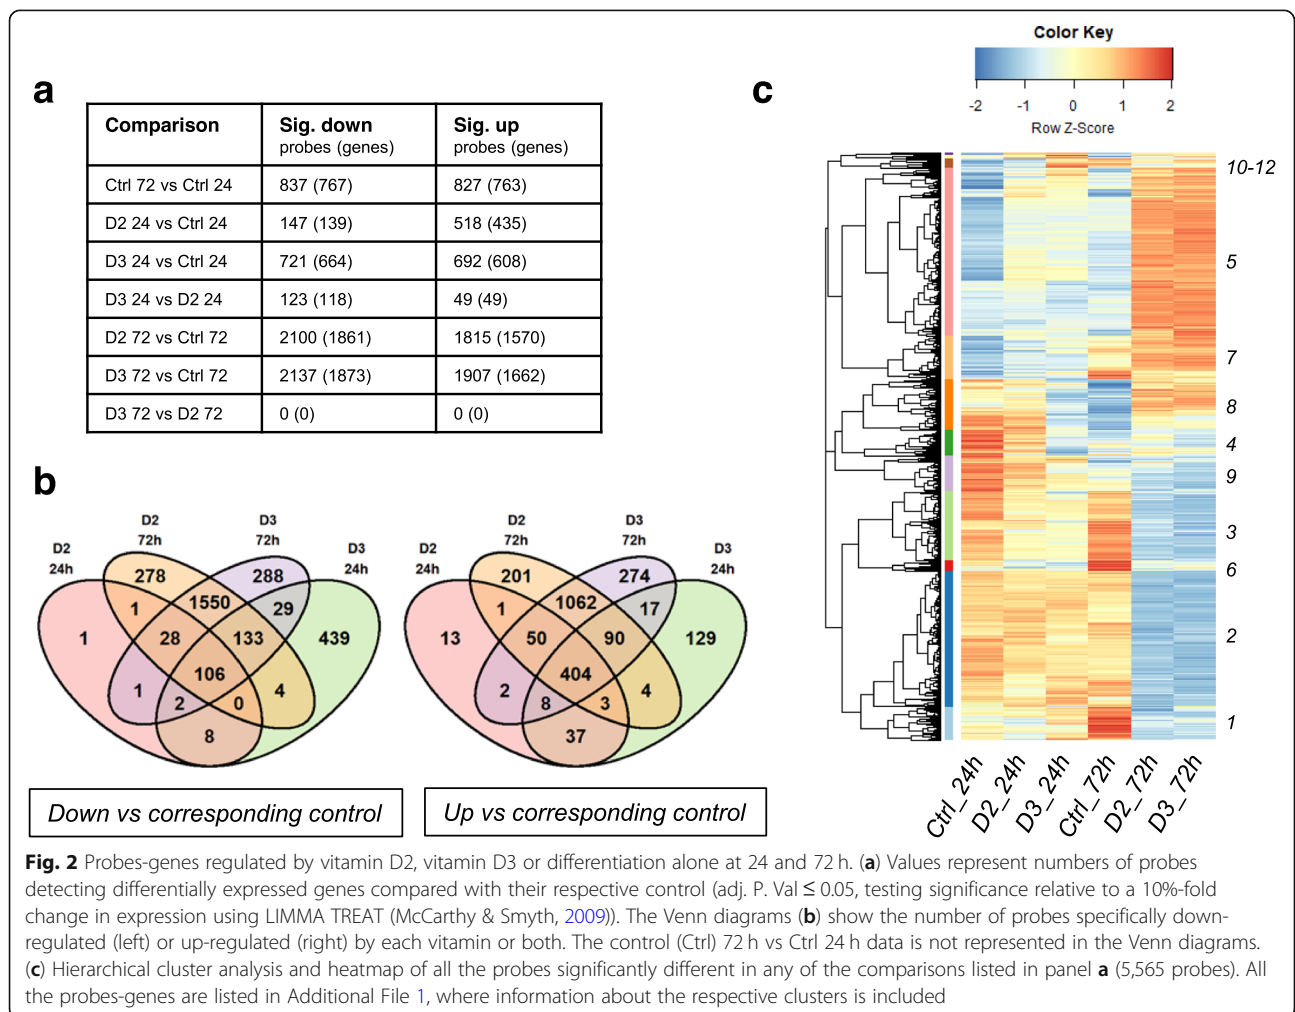 a
Comparison Sig. down Sig. up
probes (genes) probes (genes)
Ctrl 72 vs Ctrl 24 837 (767) 827 (763)
D2 24 vs Ctrl 24 147 (139) 518 (435)
D3 24 vs Ctrl 24 721 (664) 692 (608)
D3 24 vs D2 24 123 (118) 49 (49)
D2 72 vs Ctrl 72 2100 (1861) 1815 (1570)
D3 72 vs Ctrl 72 2137 (1873) 1907 (1662)
D3 72 vs D2 72 0 (0) 0 (0)
b
D2 D3
72h 72h
D2 D3
24h 24h
278 288
1 1550 29
1 28 133 439
106
1 2 0 4
8
Down vs corresponding control
D2 D3
72h 72h
D2 D3
24h 24h
201 274
1 1062 17
13 50 90 129
404
2 8 3 4
37
Up vs corresponding control
c
Color Key
-2 -1 0 1 2
Row Z-Score
10-12
5
7
8
4
9
3
6
2
1
Ctrl_24h D2_24h D3_24h Ctrl_72h D2_72h D3_72h
Fig. 2 Probes-genes regulated by vitamin D2, vitamin D3 or differentiation alone at 24 and 72 h. (a) Values represent numbers of probes
detecting differentially expressed genes compared with their respective control (adj. P. Val ≤ 0.05, testing significance relative to a 10%-fold
change in expression using LIMMA TREAT (McCarthy & Smyth, 2009)). The Venn diagrams (b) show the number of probes specifically down-
regulated (left) or up-regulated (right) by each vitamin or both. The control (Ctrl) 72 h vs Ctrl 24 h data is not represented in the Venn diagrams.
(c) Hierarchical cluster analysis and heatmap of all the probes significantly different in any of the comparisons listed in panel a (5,565 probes). All
the probes-genes are listed in Additional File 1, where information about the respective clusters is included